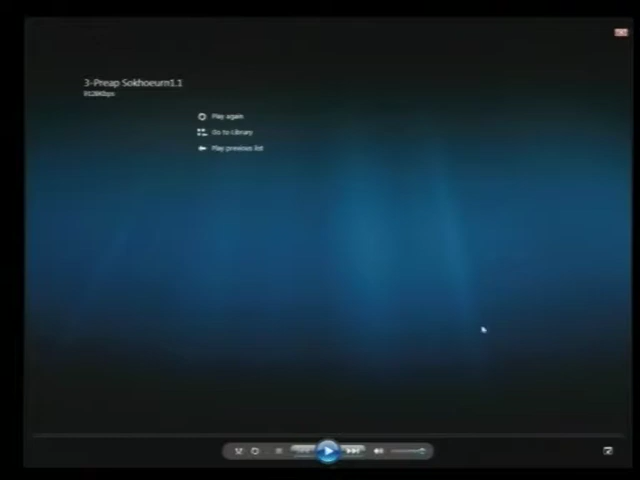 3-Preap Sokhoeurn1.1
Play again
Go to Library
Play previous list